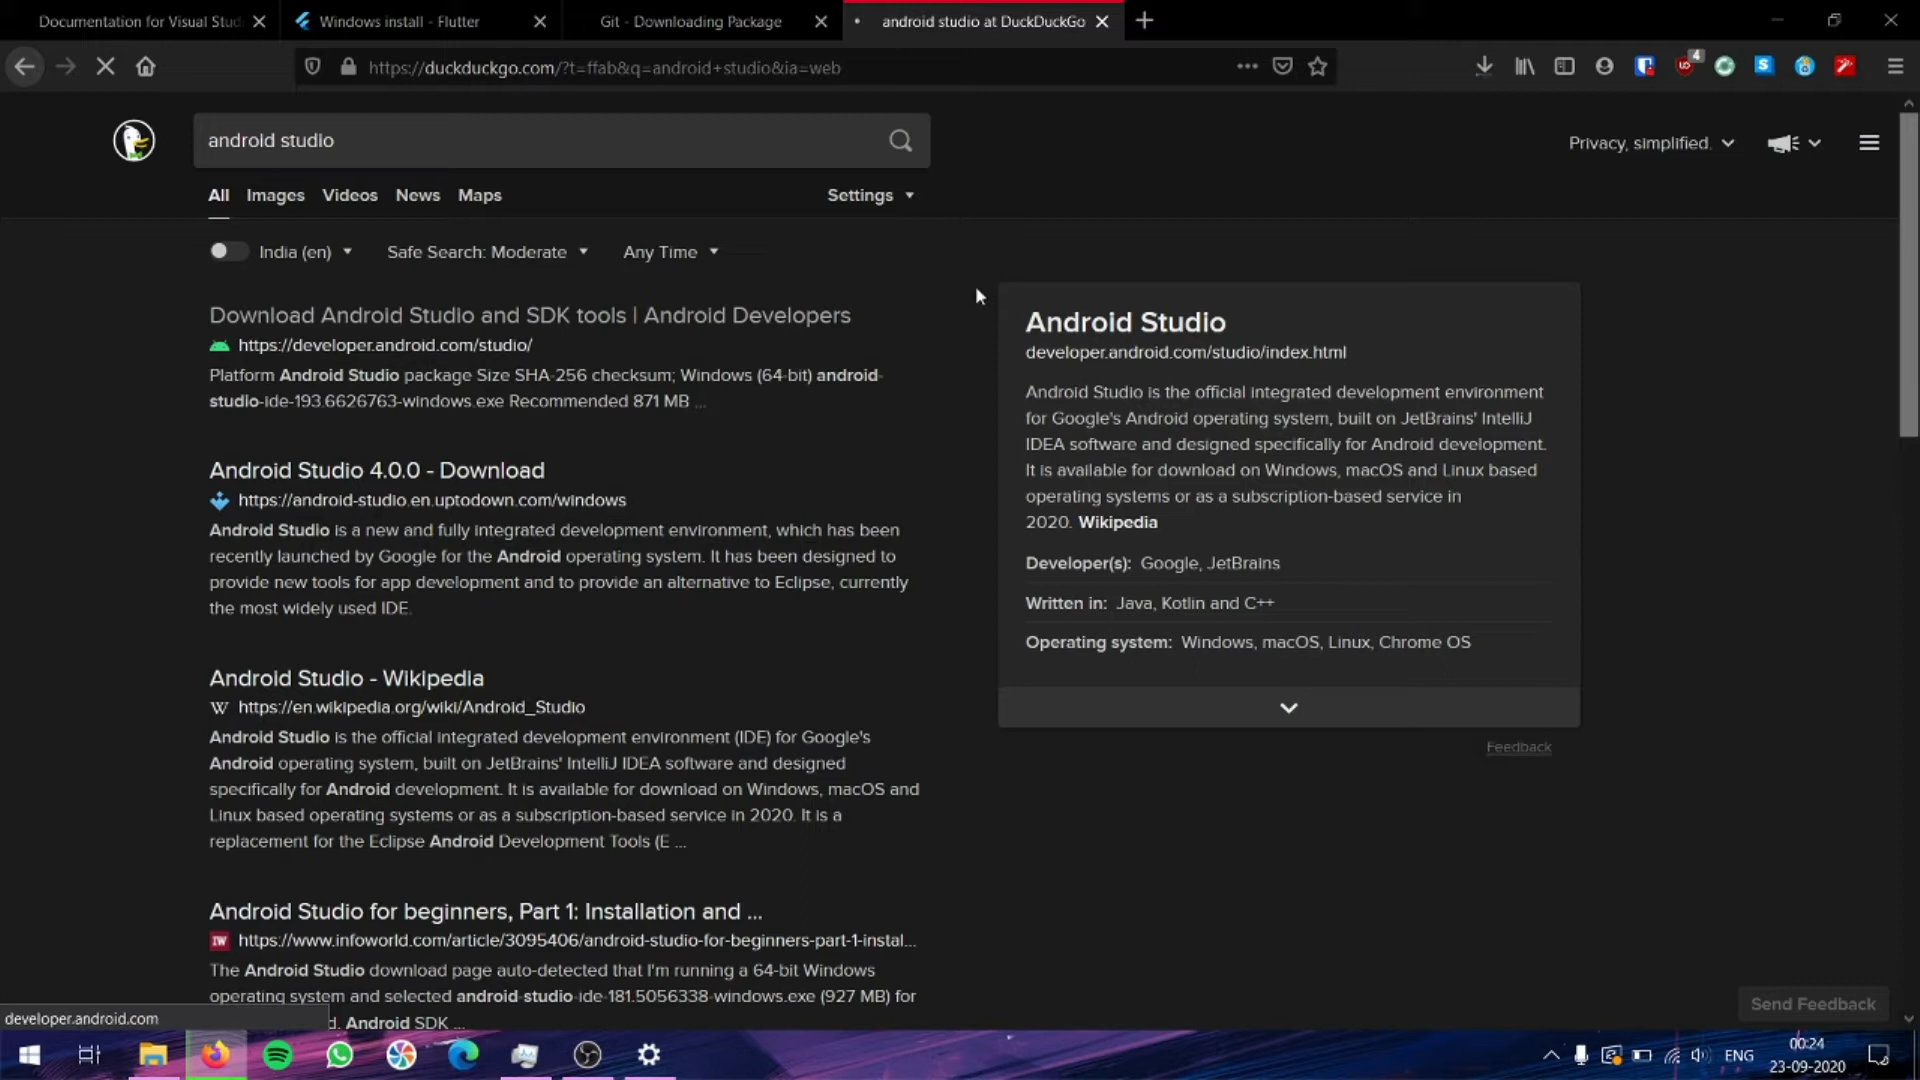 Documentation for Visual Stud
Windows install - Flutter
Git - Downloading Package
android studio at DuckDuckGo
https://duckduckgo.com/?t=ffab&q=android+studio&ia=web
4
android studio
Privacy, simplified.
All Images Videos News Maps Settings
India (en) Safe Search: Moderate Any Time
Download Android Studio and SDK tools | Android Developers
https://developer.android.com/studio/
Platform Android Studio package Size SHA-256 checksum; Windows (64-bit) android-
studio-ide-193.6626763-windows.exe Recommended 871 MB ...
Android Studio 4.0.0 - Download
https://android-studio.en.uptodown.com/windows
Android Studio is a new and fully integrated development environment, which has been
recently launched by Google for the Android operating system. It has been designed to
provide new tools for app development and to provide an alternative to Eclipse, currently
the most widely used IDE.
Android Studio - Wikipedia
W https://en.wikipedia.org/wiki/Android_Studio
Android Studio is the official integrated development environment (IDE) for Google's
Android operating system, built on JetBrains' IntelliJ IDEA software and designed
specifically for Android development. It is available for download on Windows, macOS and
Linux based operating systems or as a subscription-based service in 2020. It is a
replacement for the Eclipse Android Development Tools (E ...
Android Studio for beginners, Part 1: Installation and ...
IW https://www.infoworld.com/article/3095406/android-studio-for-beginners-part-1-instal...
The Android Studio download page auto-detected that I'm running a 64-bit Windows
operating system and selected android-studio-ide-181.5056338-windows.exe (927 MB) for
d. Android SDK ...
Android Studio
developer.android.com/studio/index.html
Android Studio is the official integrated development environment
for Google's Android operating system, built on JetBrains' IntelliJ
IDEA software and designed specifically for Android development.
It is available for download on Windows, macOS and Linux based
operating systems or as a subscription-based service in
2020. Wikipedia
Developer(s): Google, JetBrains
Written in: Java, Kotlin and C++
Operating system: Windows, macOS, Linux, Chrome OS
Feedback
Send Feedback
developer.android.com
ENG
00:24
23-09-2020